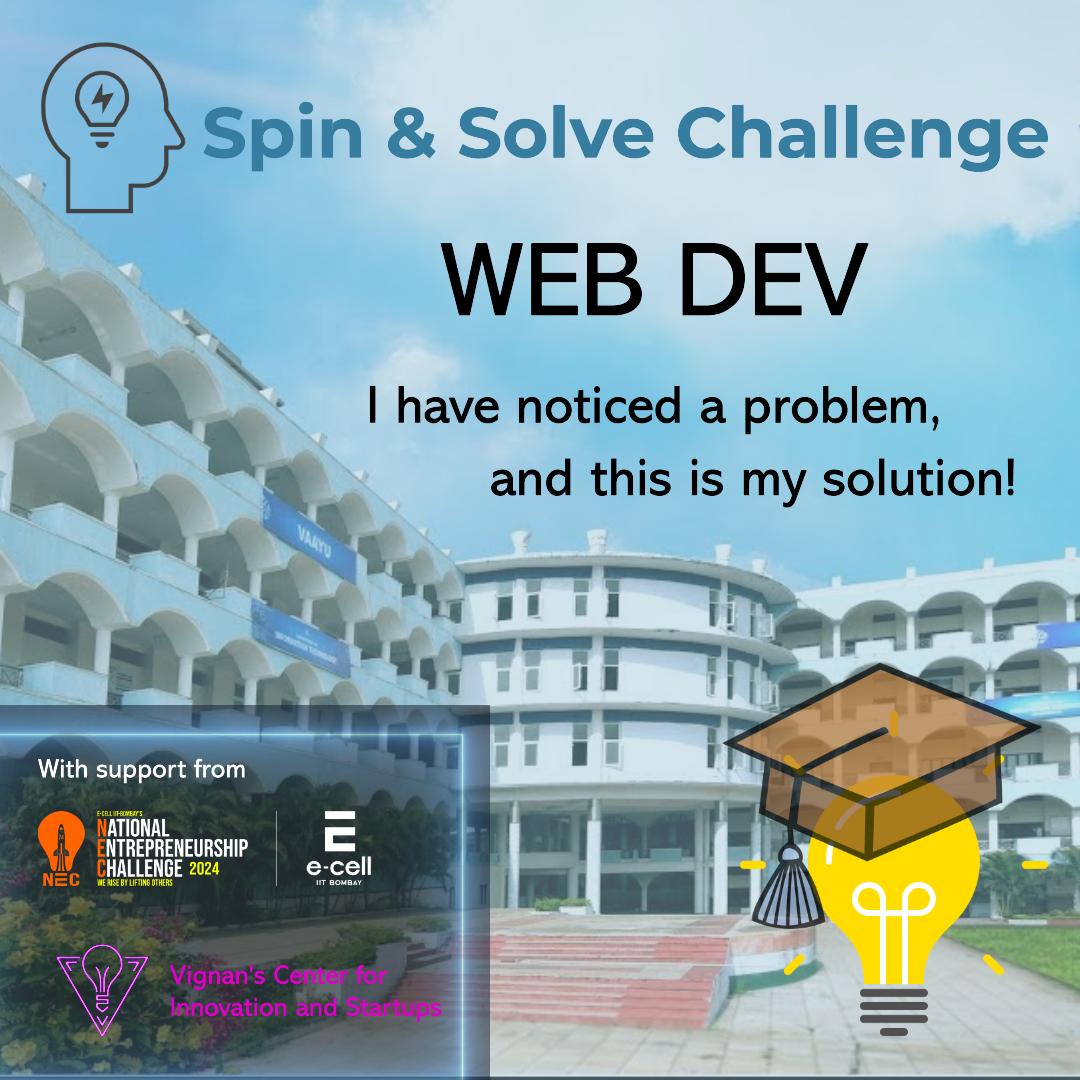 Spin & Solve Challenge
WEB DEV
I have noticed a problem,
and this is my solution!
VAAYU
INFORMATION TECHNOLOGY
With support from
E-CELL IIT-BOMBAY'S
NATIONAL
ENTREPRENEURSHIP
CHALLENGE 2024
WE RISE BY LIFTING OTHERS
NEC
e-cell
IIT BOMBAY
Vignan's Center for
Innovation and Startups